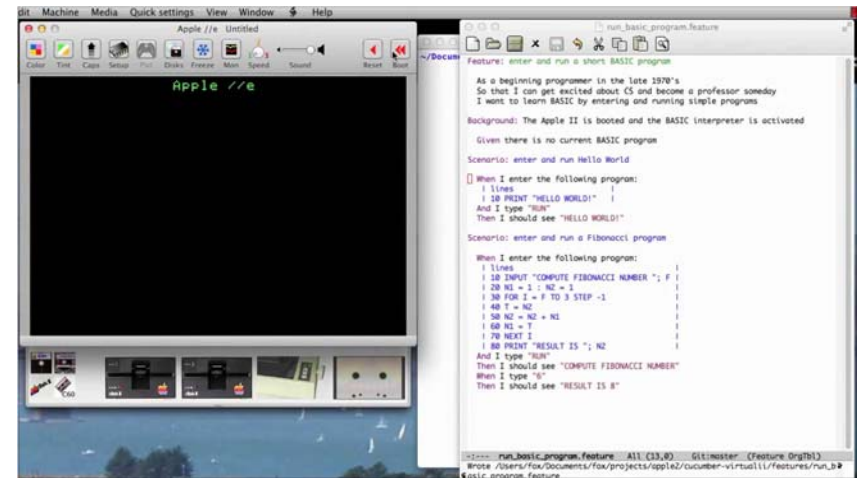 dit Machine Media Quick settings View Window Help
Apple //e Untitled
Color Tint Caps Setup Pad Disks Freeze Mon Speed Sound Reset Boot
Apple //e
C60
~/Docume
run_basic_program.feature
Feature: enter and run a short BASIC program
As a beginning programmer in the late 1970's
So that I can get excited about CS and become a professor someday
I want to learn BASIC by entering and running simple programs
Background: The Apple II is booted and the BASIC interpreter is activated
Given there is no current BASIC program
Scenario: enter and run Hello World
When I enter the following program:
| lines |
| 10 PRINT "HELLO WORLD!" |
And I type "RUN"
Then I should see "HELLO WORLD!"
Scenario: enter and run a Fibonacci program
When I enter the following program:
| lines |
| 10 INPUT "COMPUTE FIBONACCI NUMBER "; F |
| 20 N1 = 1 : N2 = 1 |
| 30 FOR I = F TO 3 STEP -1 |
| 40 T = N2 |
| 50 N2 = N2 + N1 |
| 60 N1 = T |
| 70 NEXT I |
| 80 PRINT "RESULT IS "; N2 |
And I type "RUN"
Then I should see "COMPUTE FIBONACCI NUMBER"
When I type "6"
Then I should see "RESULT IS 8"
-:--- run_basic_program.feature All (13,0) Git:master (Feature OrgTbl)
Wrote /Users/fox/Documents/fox/projects/apple2/cucumber-virtualii/features/run_b
asic_program.feature